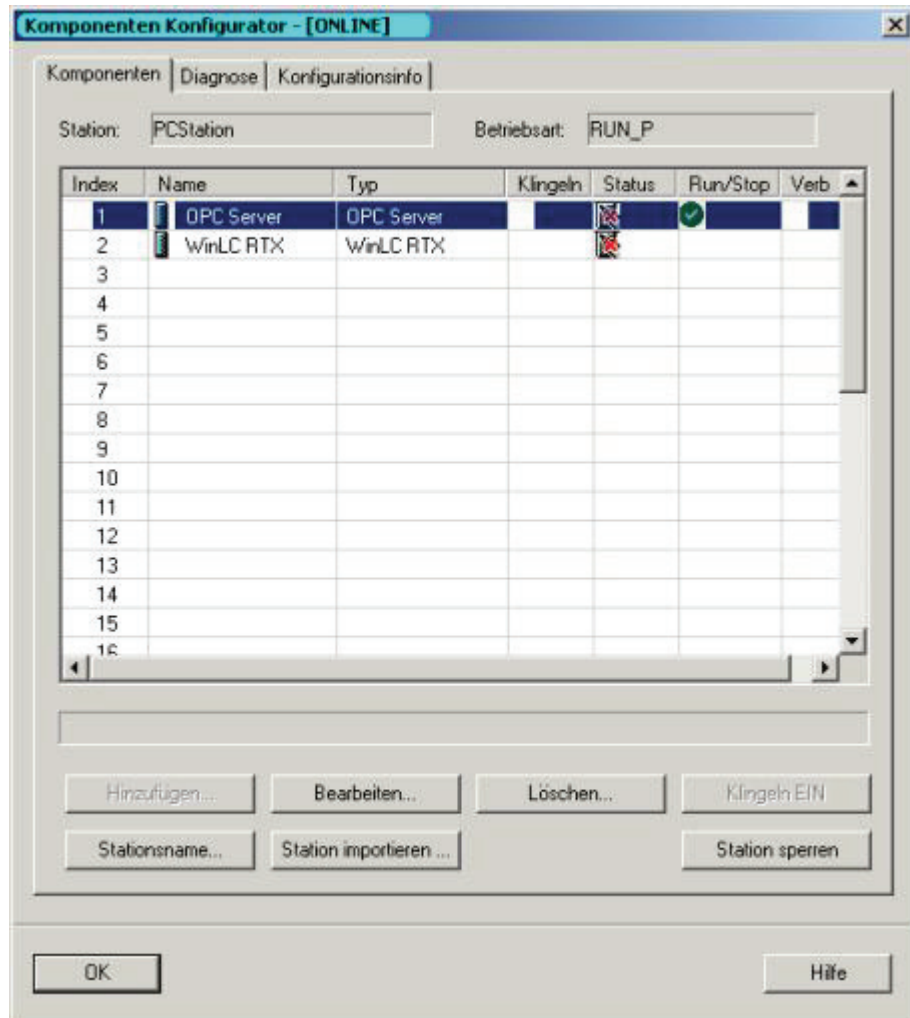 Komponenten Konfigurator - [ONLINE]
Komponenten Diagnose Konfigurationsinfo
Station: PCStation Betriebsart: RUN_P
Index Name Typ Klingeln Status Run/Stop Verb
1 OPC Server OPC Server
2 WinLC RTX WinLC RTX
3
4
5
6
7
8
9
10
11
12
13
14
15
16
Hinzufügen... Bearbeiten... Löschen... Klingeln EIN
Stationsname... Station importieren ... Station sperren
OK Hilfe